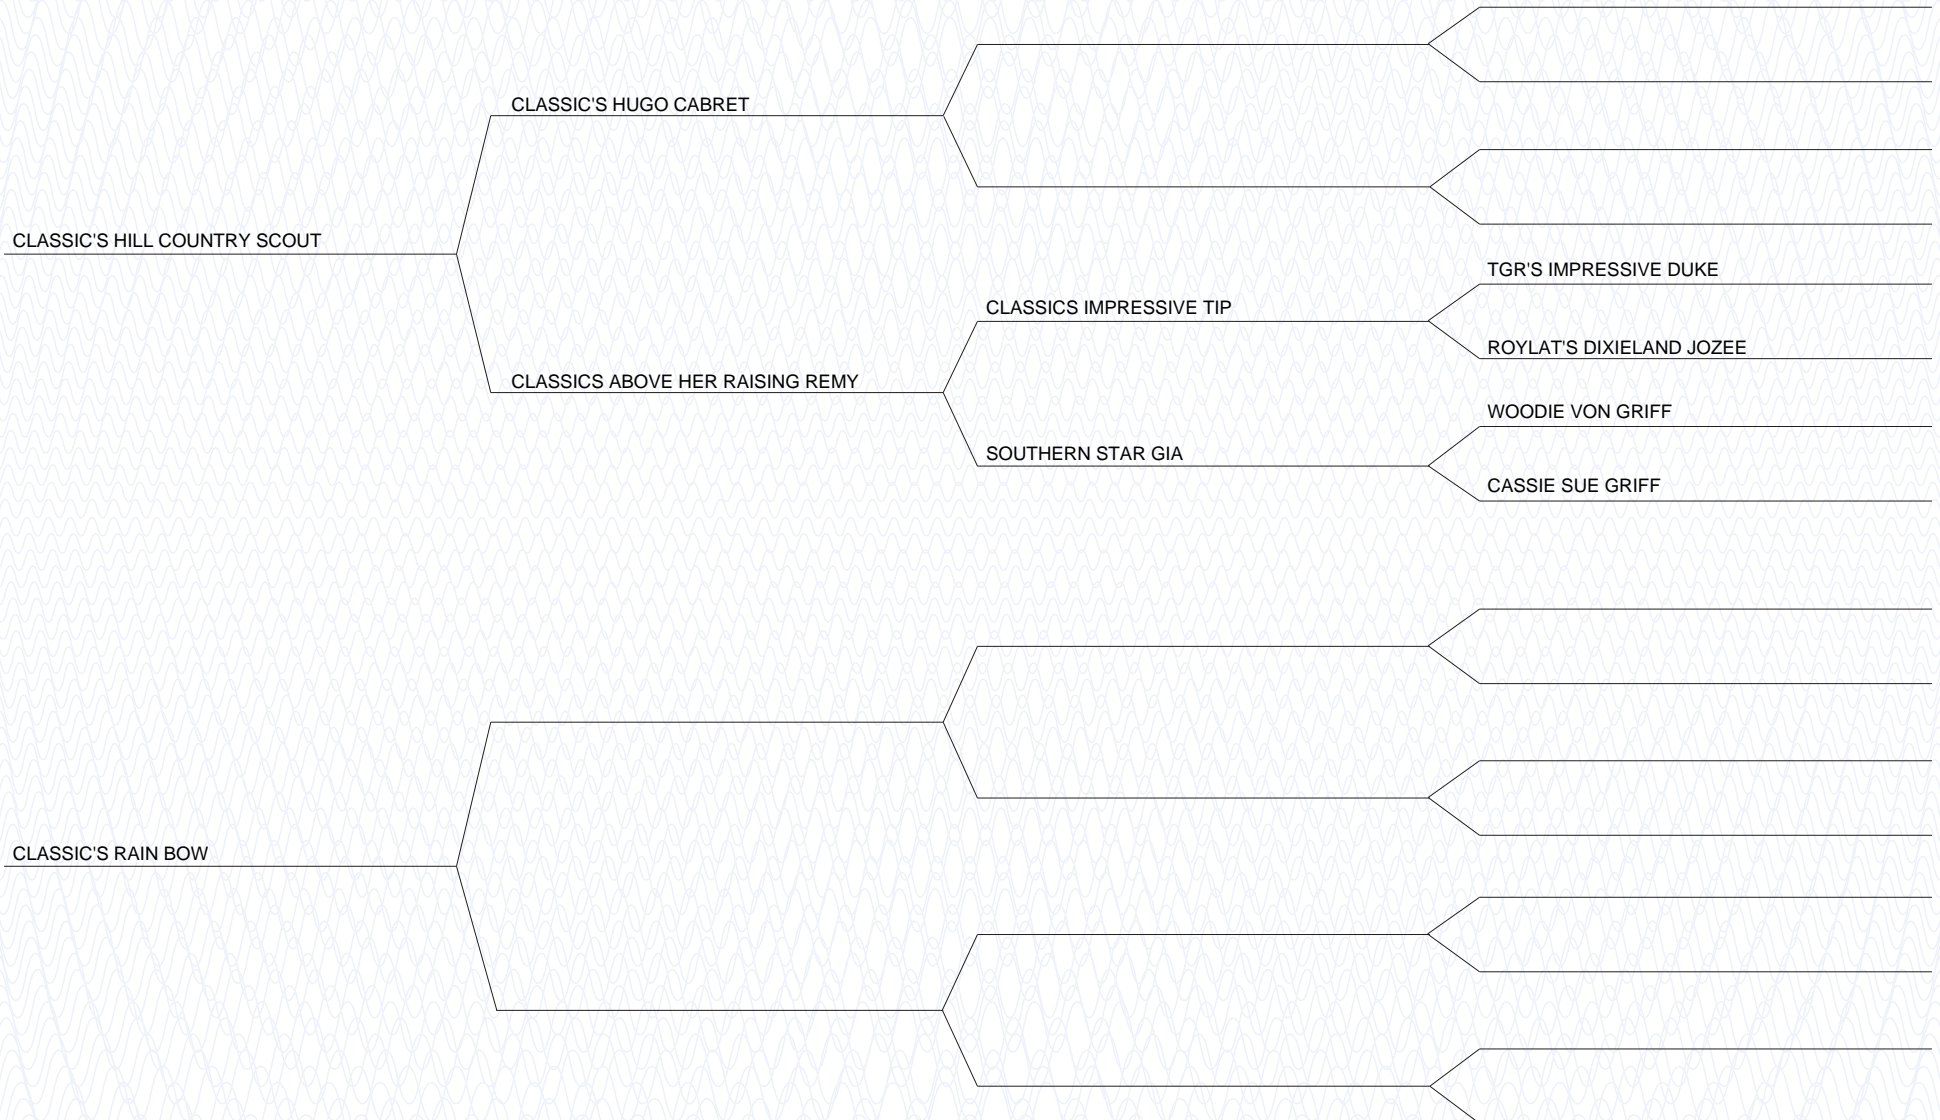 CLASSIC'S HUGO CABRET
CLASSIC'S HILL COUNTRY SCOUT
TGR'S IMPRESSIVE DUKE
CLASSICS IMPRESSIVE TIP
ROYLAT'S DIXIELAND JOZEE
CLASSICS ABOVE HER RAISING REMY
WOODIE VON GRIFF
SOUTHERN STAR GIA
CASSIE SUE GRIFF
CLASSIC'S RAIN BOW